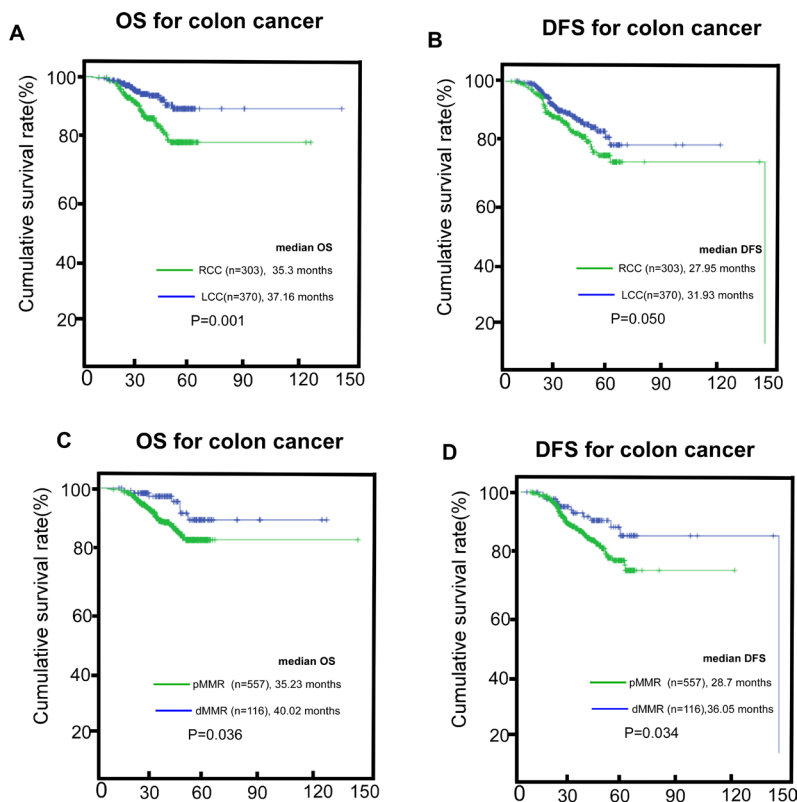 A
OS for colon cancer
Cumulative survival rate(%)
100
80
60
40
20
median OS
RCC (n=303), 35.3 months
LCC(n=370), 37.16 months
P=0.001
0 30 60 90 120 150
B
DFS for colon cancer
Cumulative survival rate(%)
100
80
60
40
20
median DFS
RCC (n=303), 27.95 months
LCC(n=370), 31.93 months
P=0.050
0 30 60 90 120 150
C
OS for colon cancer
Cumulative survival rate(%)
100
80
60
40
20
median OS
pMMR (n=557), 35.23 months
dMMR (n=116), 40.02 months
P=0.036
0 30 60 90 120 150
D
DFS for colon cancer
Cumulative survival rate(%)
100
80
60
40
20
median DFS
pMMR (n=557), 28.7 months
dMMR (n=116),36.05 months
P=0.034
0 30 60 90 120 150